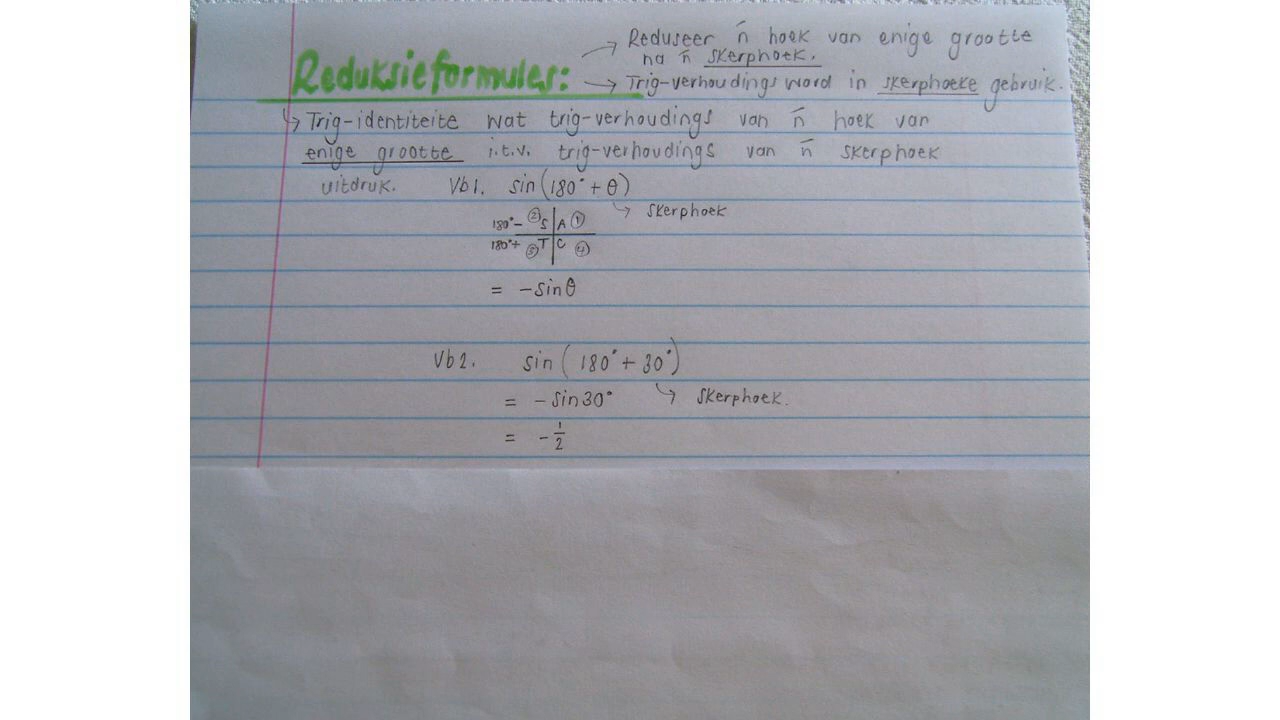 Reduksieformules:
→ Reduseer 'n hoek van enige grootte
na 'n skerphoek.
→ Trig-verhoudings word in skerphoeke gebruik.
↳ Trig-identiteite wat trig-verhoudings van 'n hoek van
enige grootte i.t.v. trig-verhoudings van 'n skerphoek
uitdruk. Vb1. sin(180° + θ)
↳ skerphoek
180°- ② S | A ①
180°+ ③ T | C ④
= -sinθ
Vb2. sin(180° + 30°)
= -sin30° ↳ skerphoek.
= -1/2